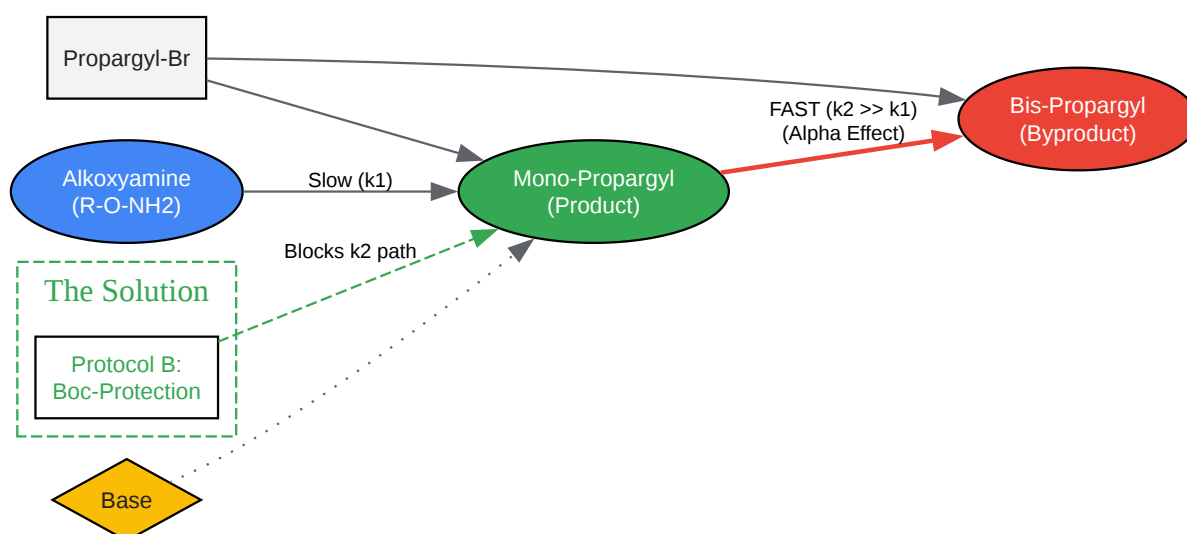 Propargyl-Br
FAST (k2 >> k1)
(Alpha Effect)
Bis-Propargyl
(Byproduct)
Alkoxyamine
(R-O-NH2)
Slow (k1)
Mono-Propargyl
(Product)
Blocks k2 path
The Solution
Protocol B:
Boc-Protection
Base